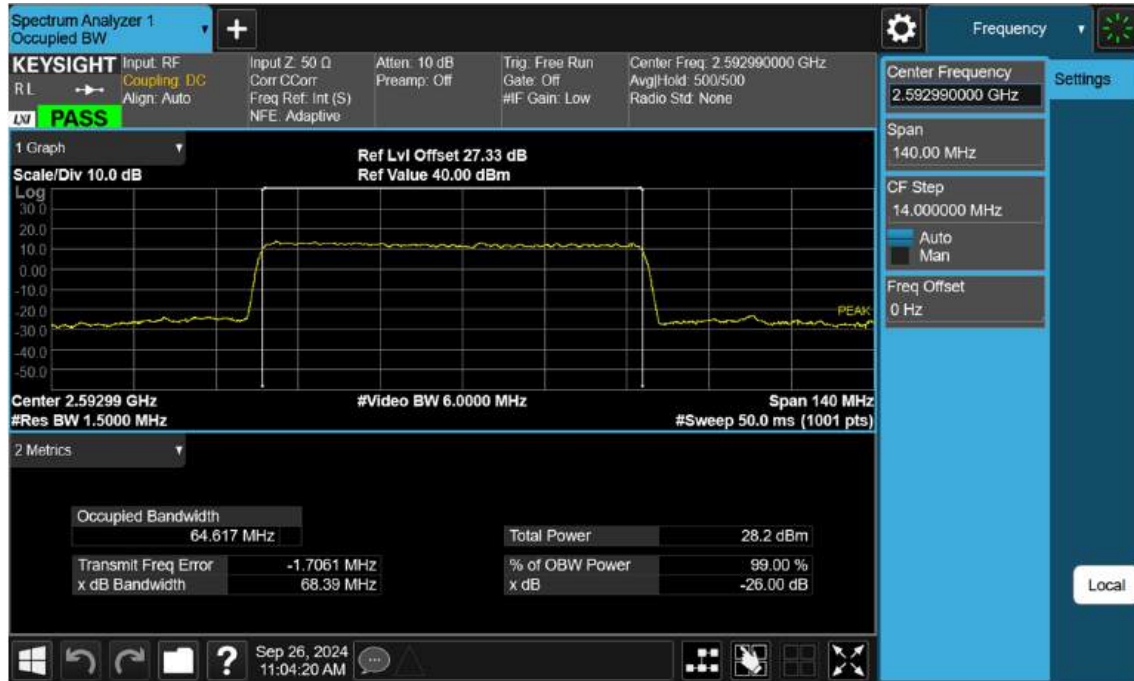 Spectrum Analyzer 1
Occupied BW
+
Frequency
KEYSIGHT
R L
LXI
PASS
Input: RF
Coupling: DC
Align: Auto
Input Z: 50 Ω
Corr CCorr
Freq Ref: Int (S)
NFE: Adaptive
Atten: 10 dB
Preamp: Off
Trig: Free Run
Gate: Off
#IF Gain: Low
Center Freq: 2.592990000 GHz
Avg|Hold: 500/500
Radio Std: None
Center Frequency
2.592990000 GHz
Settings
Span
140.00 MHz
CF Step
14.000000 MHz
Auto
Man
Freq Offset
0 Hz
Local
1 Graph
Scale/Div 10.0 dB
Ref Lvl Offset 27.33 dB
Ref Value 40.00 dBm
Log
30.0
20.0
10.0
0.00
-10.0
-20.0
-30.0
-40.0
-50.0
PEAK
Center 2.59299 GHz
#Video BW 6.0000 MHz
Span 140 MHz
#Res BW 1.5000 MHz
#Sweep 50.0 ms (1001 pts)
2 Metrics
Occupied Bandwidth
64.617 MHz
Total Power 28.2 dBm
Transmit Freq Error -1.7061 MHz
% of OBW Power 99.00 %
x dB Bandwidth 68.39 MHz
x dB -26.00 dB
?
Sep 26, 2024
11:04:20 AM